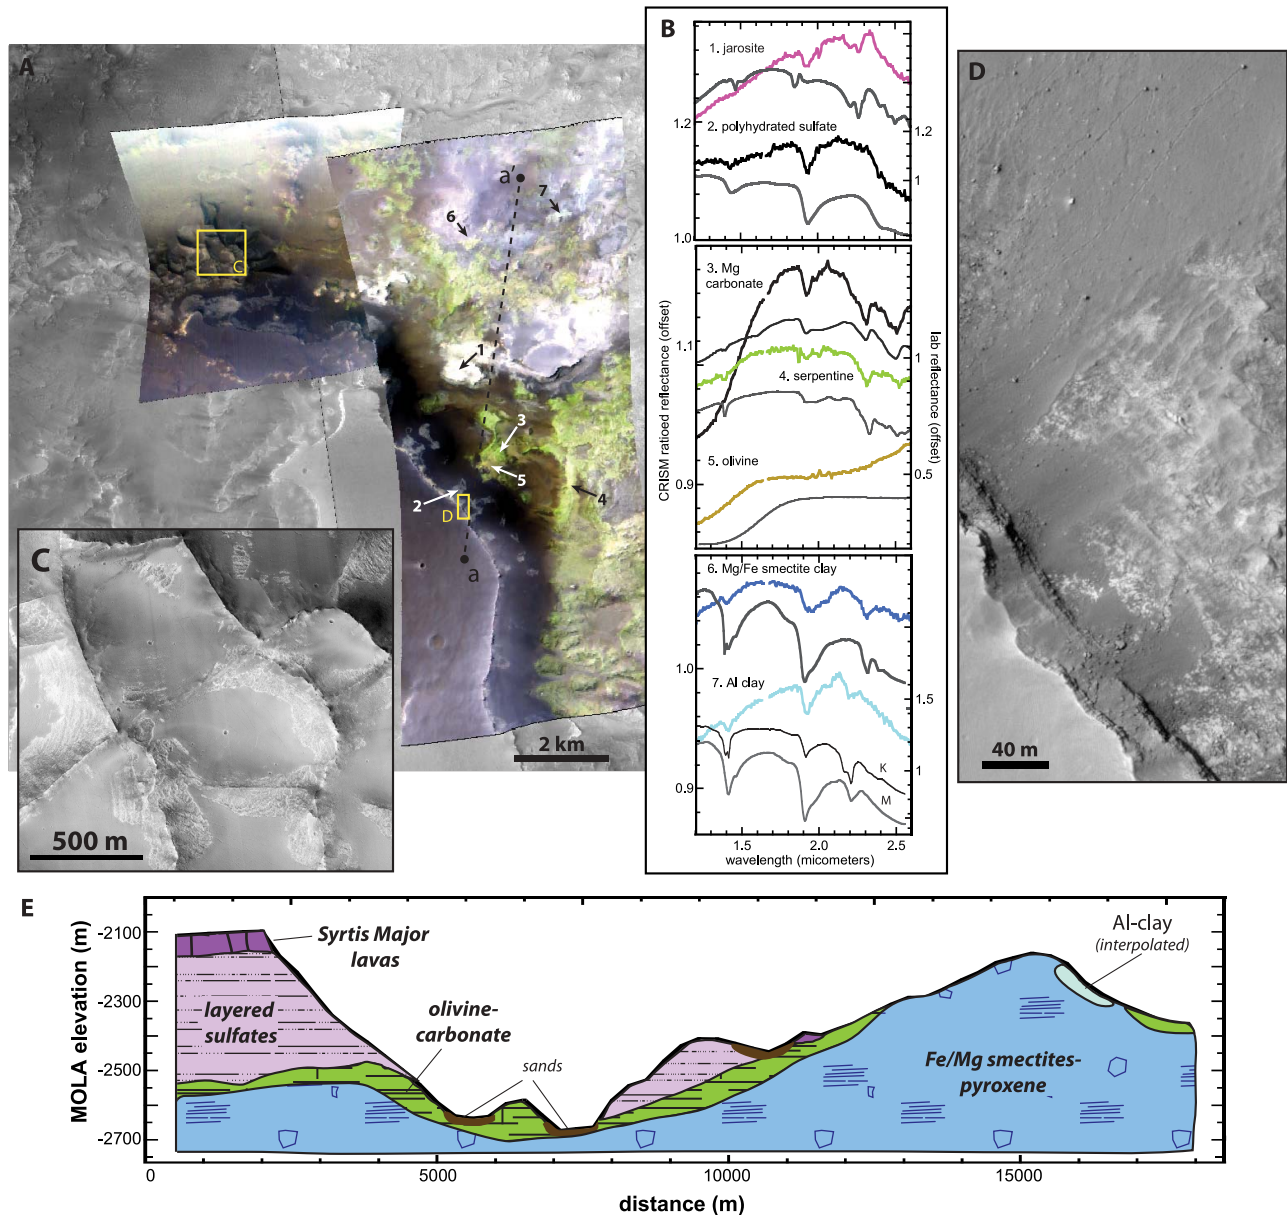 A
a'
7
6
C
1
3
5
2
4
D
a
2 km
C
500 m
B
1. jarosite
2. polyhydrated sulfate
1.2
1.2
1
1.0
3. Mg
carbonate
1.1
1
4. serpentine
5. olivine
0.5
0.9
CRISM ratioed reflectance (offset)
lab reflectance (offset)
6. Mg/Fe smectite clay
1.0
7. Al clay
1.5
K
1
0.9
M
1.5
2.0
2.5
wavelength (micometers)
D
40 m
E
MOLA elevation (m)
-2100
-2300
-2500
-2700
Syrtis Major
lavas
layered
sulfates
olivine-
carbonate
sands
Al-clay
(interpolated)
Fe/Mg smectites-
pyroxene
0
5000
10000
15000
distance (m)